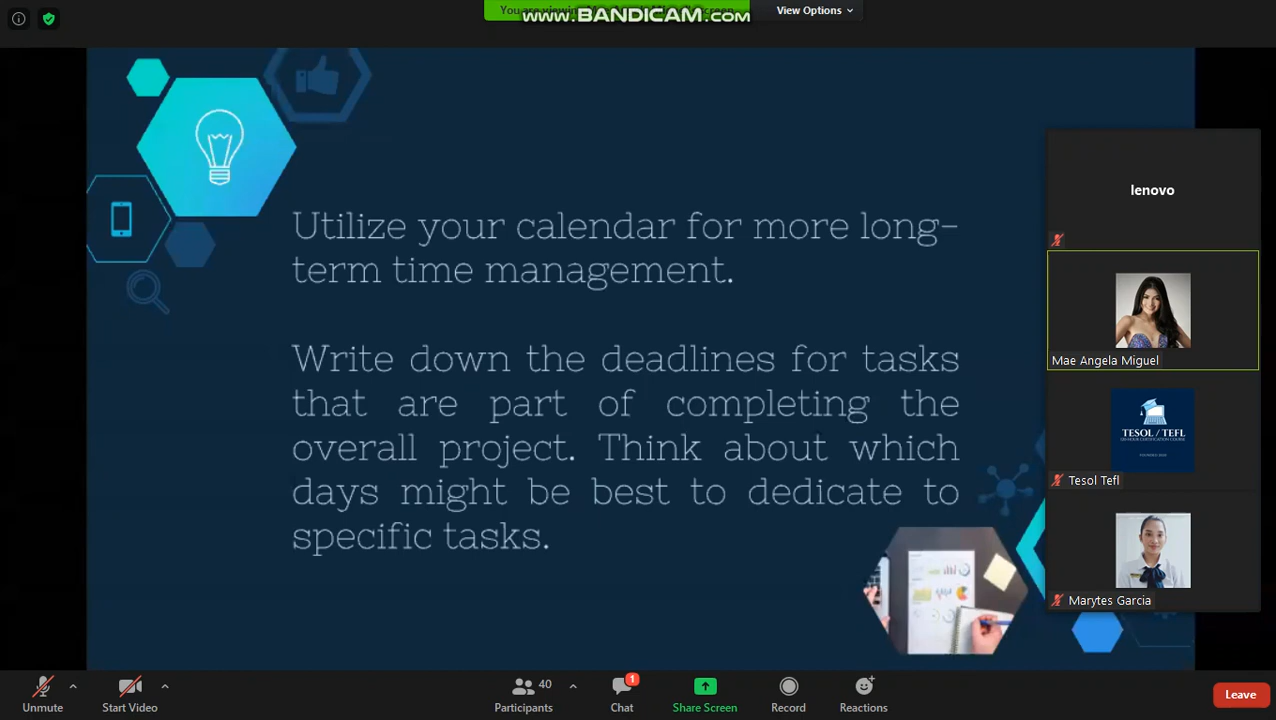 You are viewing
WWW.BANDICAM.COM
View Options
lenovo
Utilize your calendar for more long-
term time management.
Mae Angela Miguel
Write down the deadlines for tasks
that are part of completing the
overall project. Think about which
days might be best to dedicate to
specific tasks.
TESOL / TEFL
Tesol Tefl
Marytes Garcia
Unmute
Start Video
40
Participants
1
Chat
Share Screen
Record
Reactions
Leave